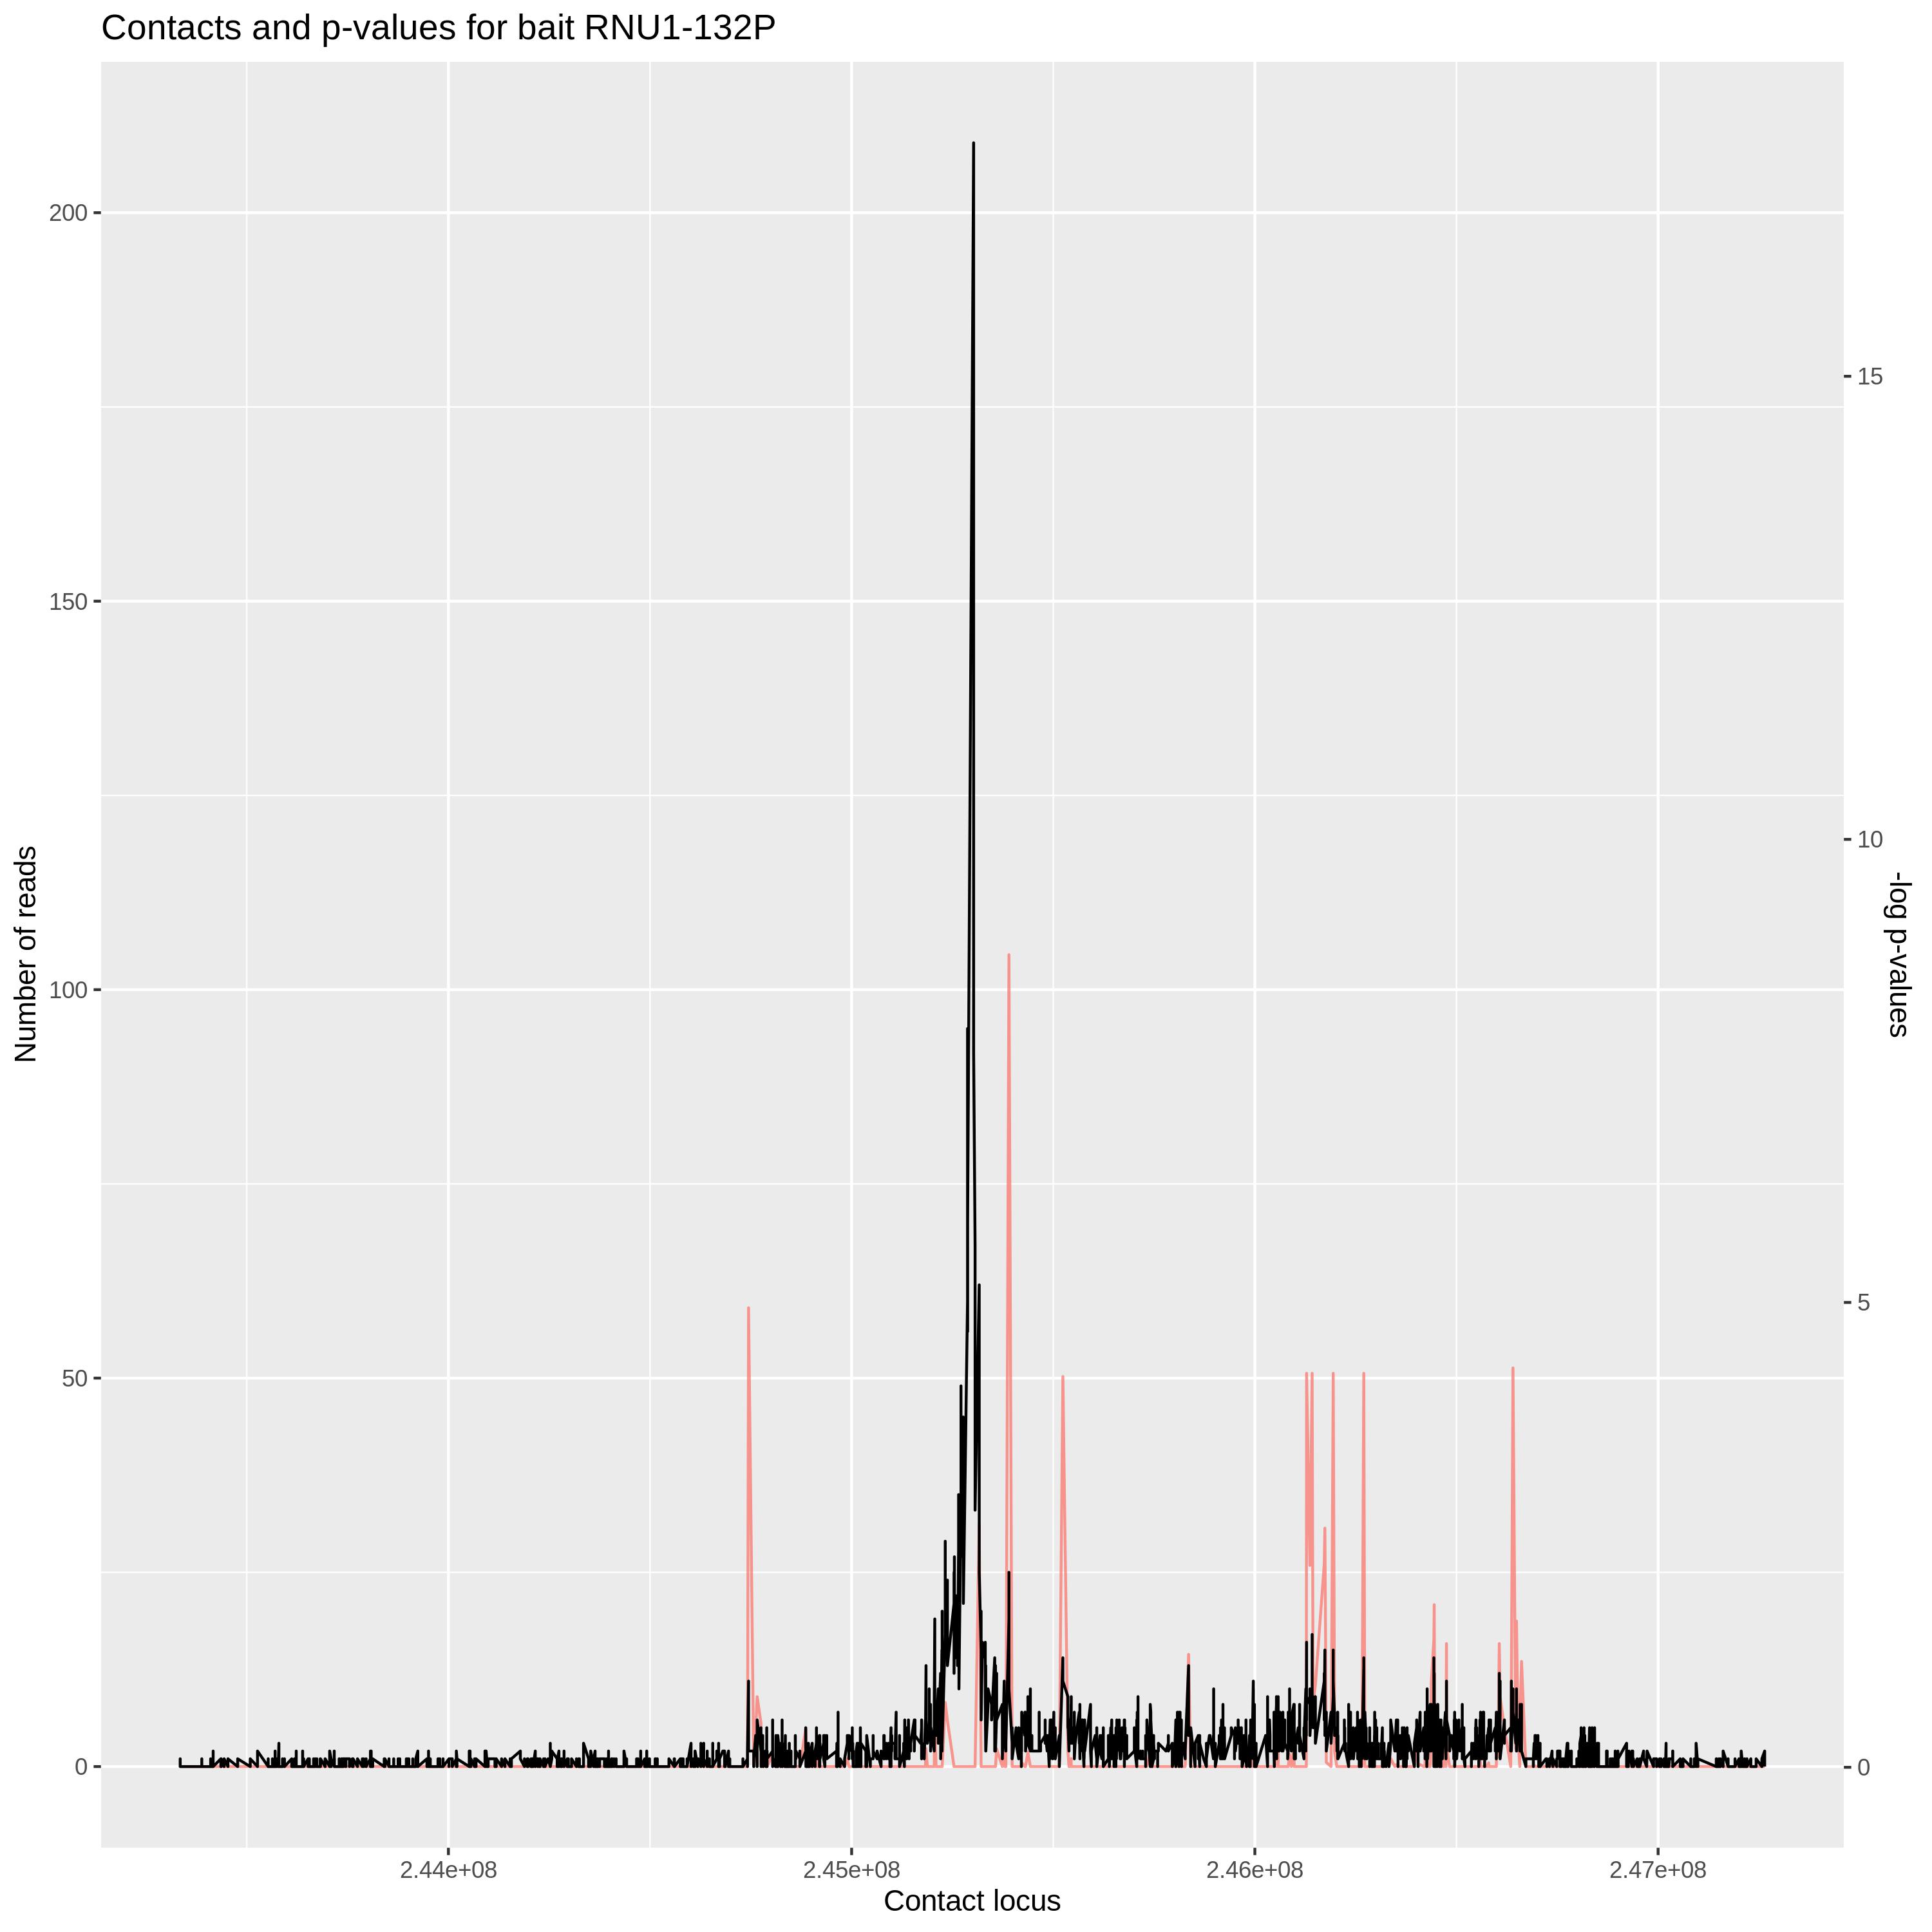 Contacts and p-values for bait RNU1-132P
200
150
100
50
0
15
10
5
0
Number of reads
-log p-values
2.44e+08
2.45e+08
2.46e+08
2.47e+08
Contact locus